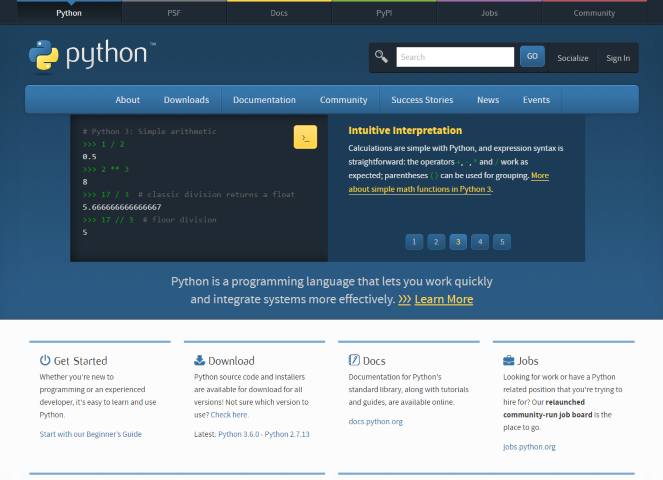 Python PSF Docs PyPI Jobs Community
python™
Search GO Socialize Sign In
About Downloads Documentation Community Success Stories News Events
# Python 3: Simple arithmetic
>>> 1 / 2
0.5
>>> 2 ** 3
8
>>> 17 / 3 # classic division returns a float
5.666666666666667
>>> 17 // 3 # floor division
5
>_
Intuitive Interpretation
Calculations are simple with Python, and expression syntax is
straightforward: the operators +, -, * and / work as
expected; parentheses () can be used for grouping. More
about simple math functions in Python 3.
1 2 3 4 5
Python is a programming language that lets you work quickly
and integrate systems more effectively. >>> Learn More
Get Started
Whether you're new to
programming or an experienced
developer, it's easy to learn and use
Python.
Start with our Beginner's Guide
Download
Python source code and installers
are available for download for all
versions! Not sure which version to
use? Check here.
Latest: Python 3.6.0 - Python 2.7.13
Docs
Documentation for Python's
standard library, along with tutorials
and guides, are available online.
docs.python.org
Jobs
Looking for work or have a Python
related position that you're trying to
hire for? Our relaunched
community-run job board is the
place to go.
jobs.python.org